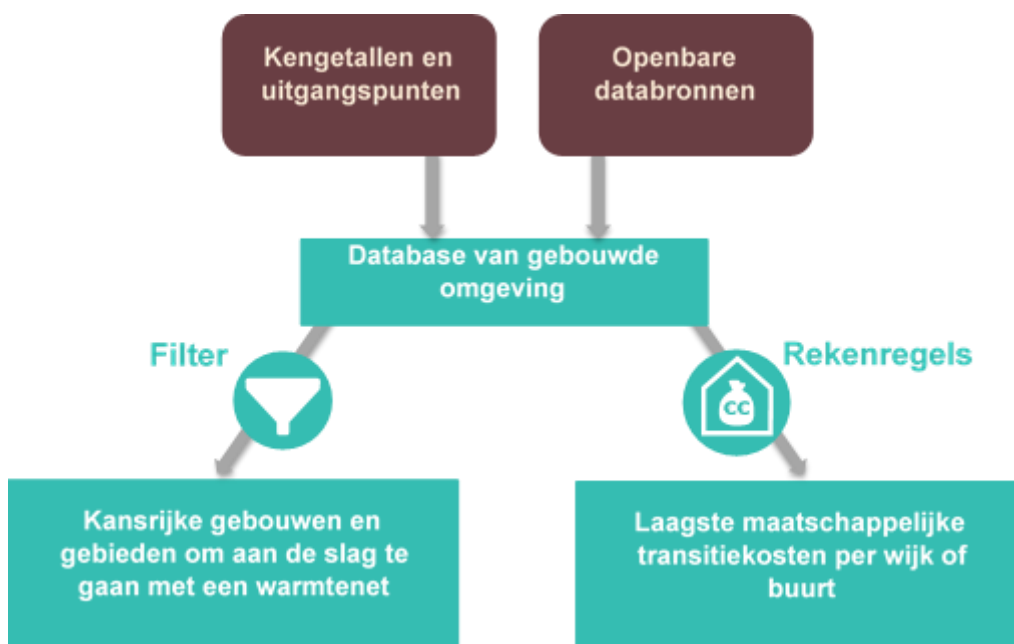 Kengetallen en
uitgangspunten
Openbare
databronnen
Database van gebouwde
omgeving
Filter
Rekenregels
CC
Kansrijke gebouwen en
gebieden om aan de slag te
gaan met een warmtenet
Laagste maatschappelijke
transitiekosten per wijk of
buurt